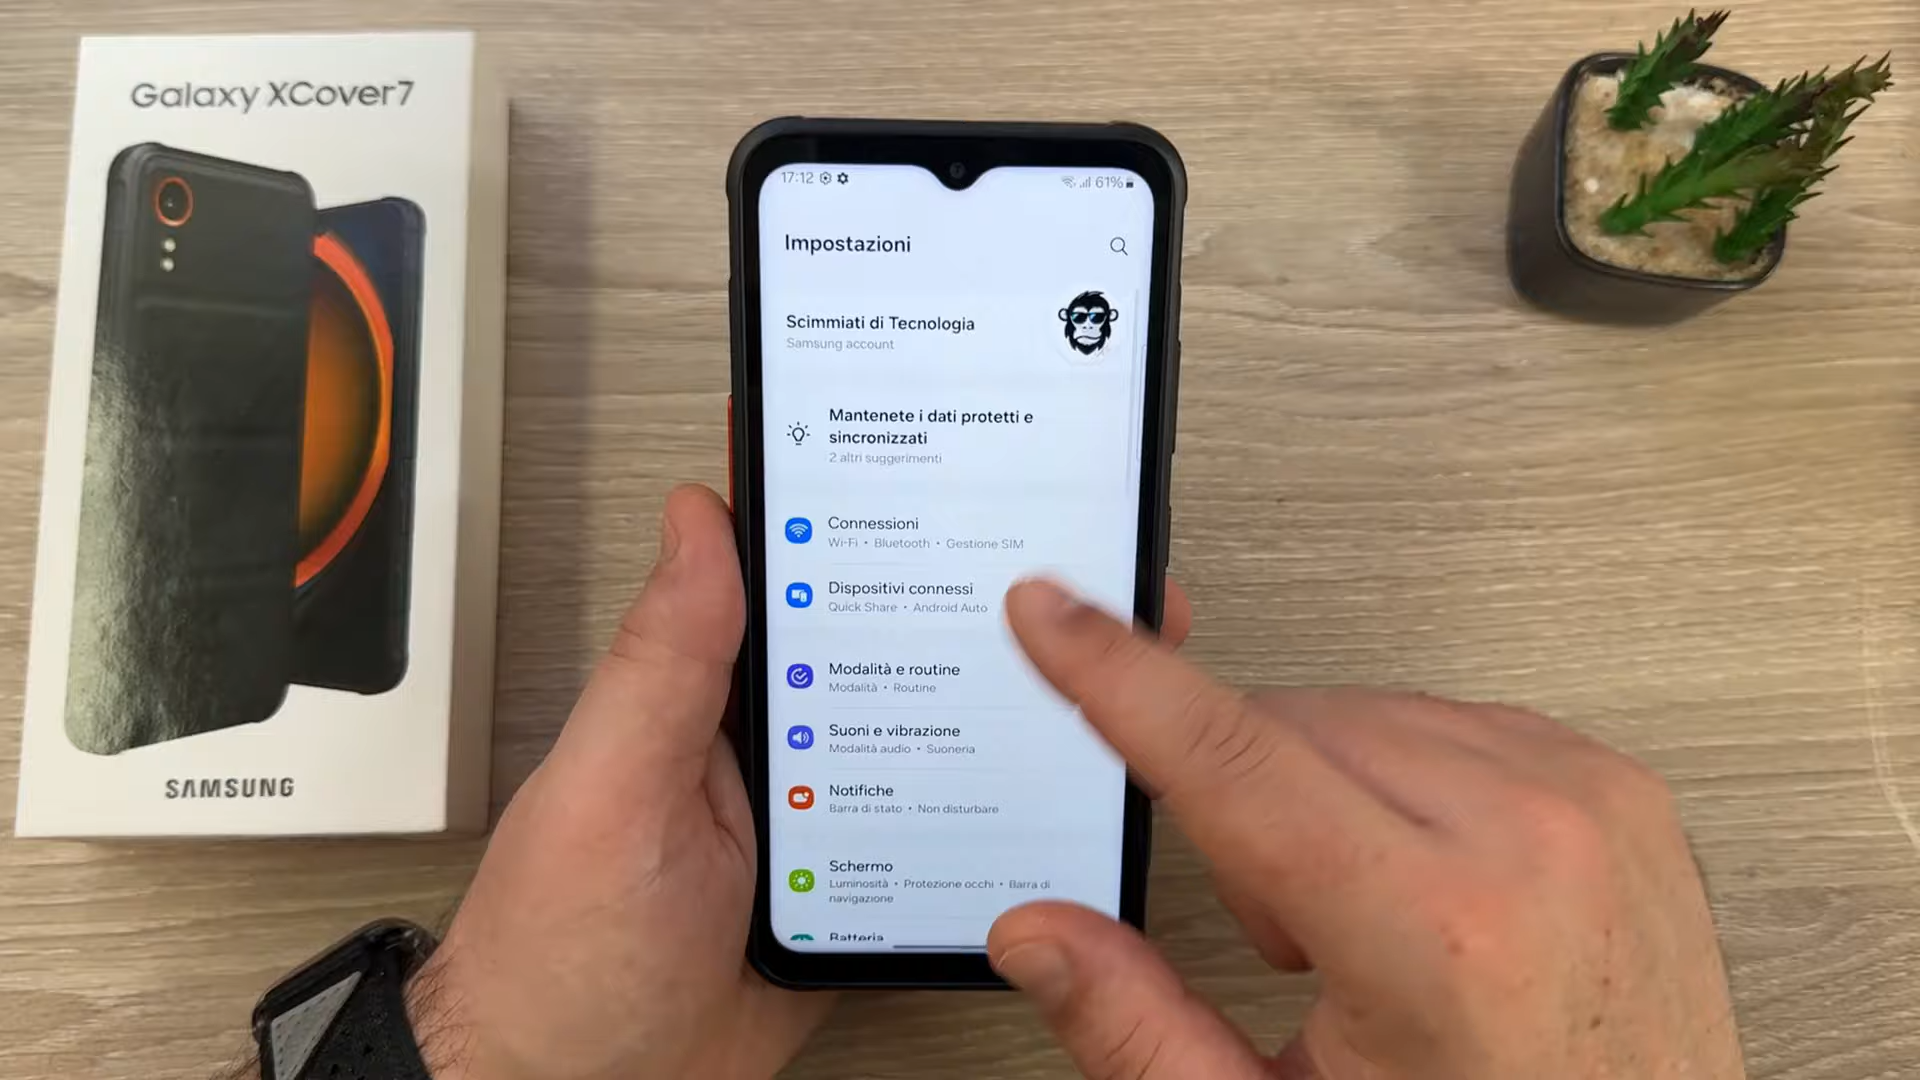 Galaxy XCover7
SAMSUNG
17:12
61%
Impostazioni
Scimmiati di Tecnologia
Samsung account
Mantenete i dati protetti e
sincronizzati
2 altri suggerimenti
Connessioni
Wi-Fi • Bluetooth • Gestione SIM
Dispositivi connessi
Quick Share • Android Auto
Modalità e routine
Modalità • Routine
Suoni e vibrazione
Modalità audio • Suoneria
Notifiche
Barra di stato • Non disturbare
Schermo
Luminosità • Protezione occhi • Barra di
navigazione
Batteria